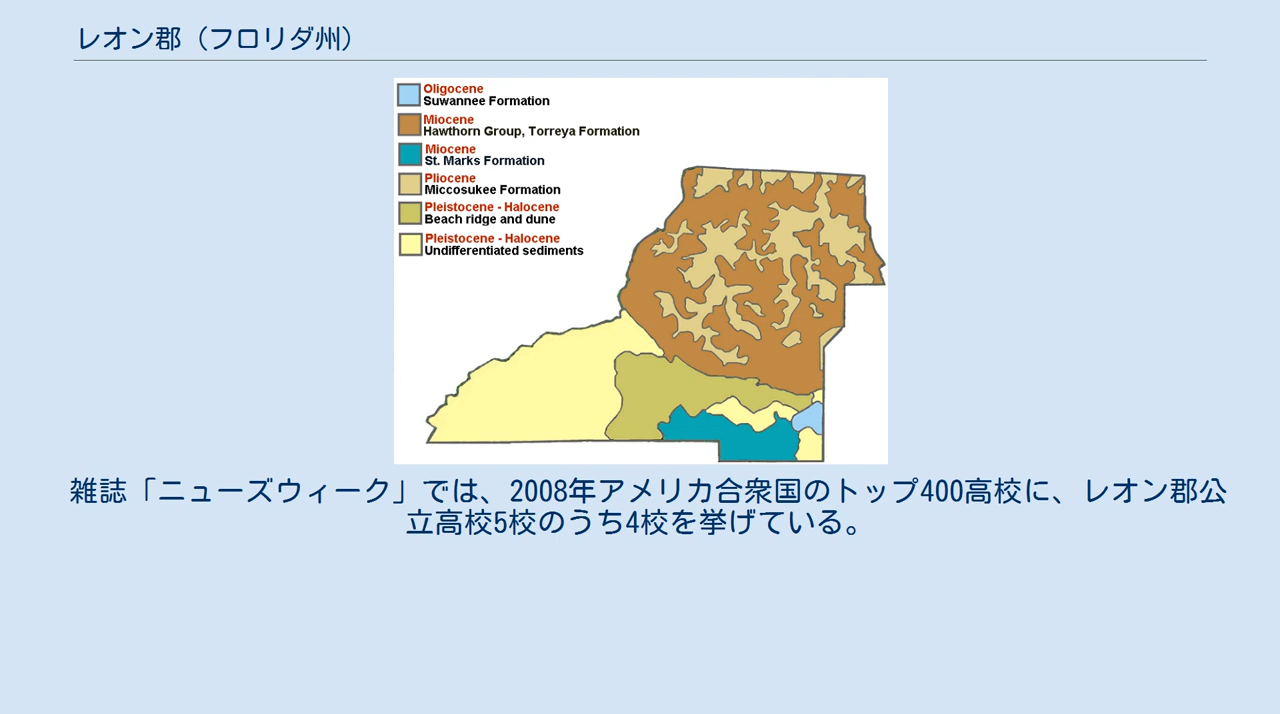 レオン郡（フロリダ州）
Oligocene
Suwannee Formation
Miocene
Hawthorn Group, Torreya Formation
Miocene
St. Marks Formation
Pliocene
Miccosukee Formation
Pleistocene - Halocene
Beach ridge and dune
Pleistocene - Halocene
Undifferentiated sediments
雑誌「ニューズウィーク」では、2008年アメリカ合衆国のトップ400高校に、レオン郡公
立高校5校のうち4校を挙げている。